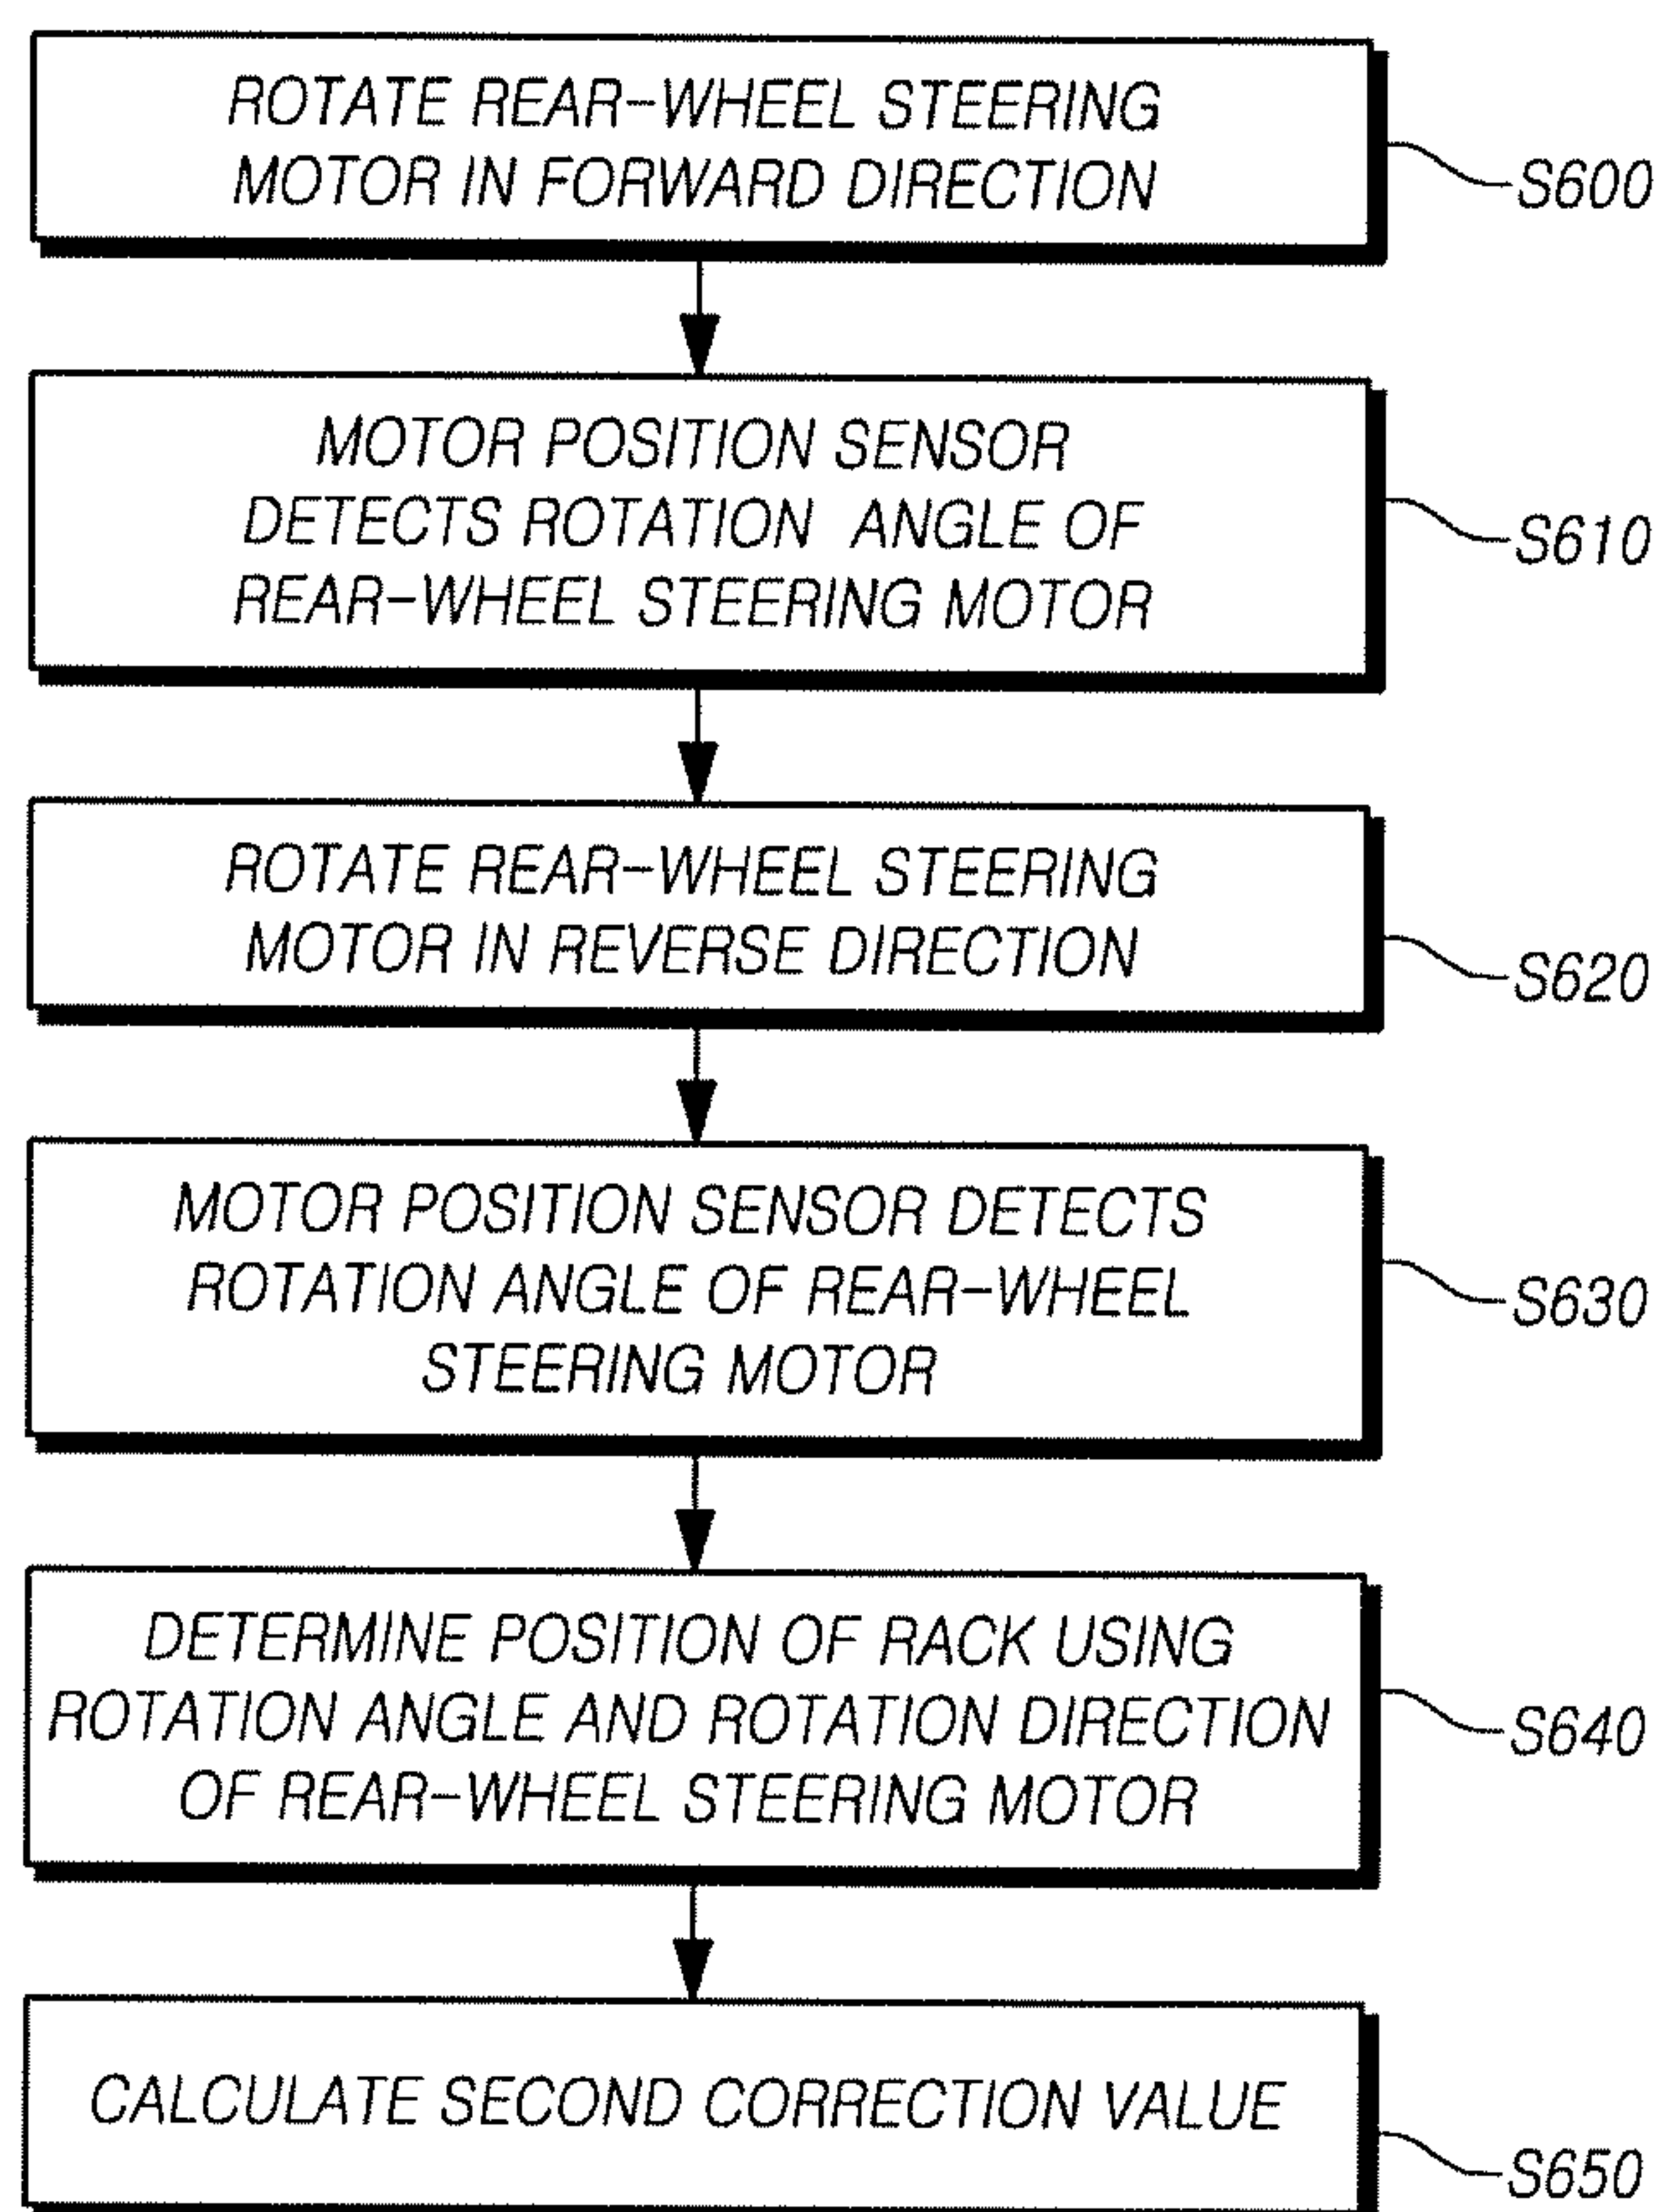 ROTATE REAR-WHEEL STEERING
MOTOR IN FORWARD DIRECTION
S600
MOTOR POSITION SENSOR
DETECTS ROTATION ANGLE OF
REAR-WHEEL STEERING MOTOR
S610
ROTATE REAR-WHEEL STEERING
MOTOR IN REVERSE DIRECTION
S620
MOTOR POSITION SENSOR DETECTS
ROTATION ANGLE OF REAR-WHEEL
STEERING MOTOR
S630
DETERMINE POSITION OF RACK USING
ROTATION ANGLE AND ROTATION DIRECTION
OF REAR-WHEEL STEERING MOTOR
S640
CALCULATE SECOND CORRECTION VALUE
S650